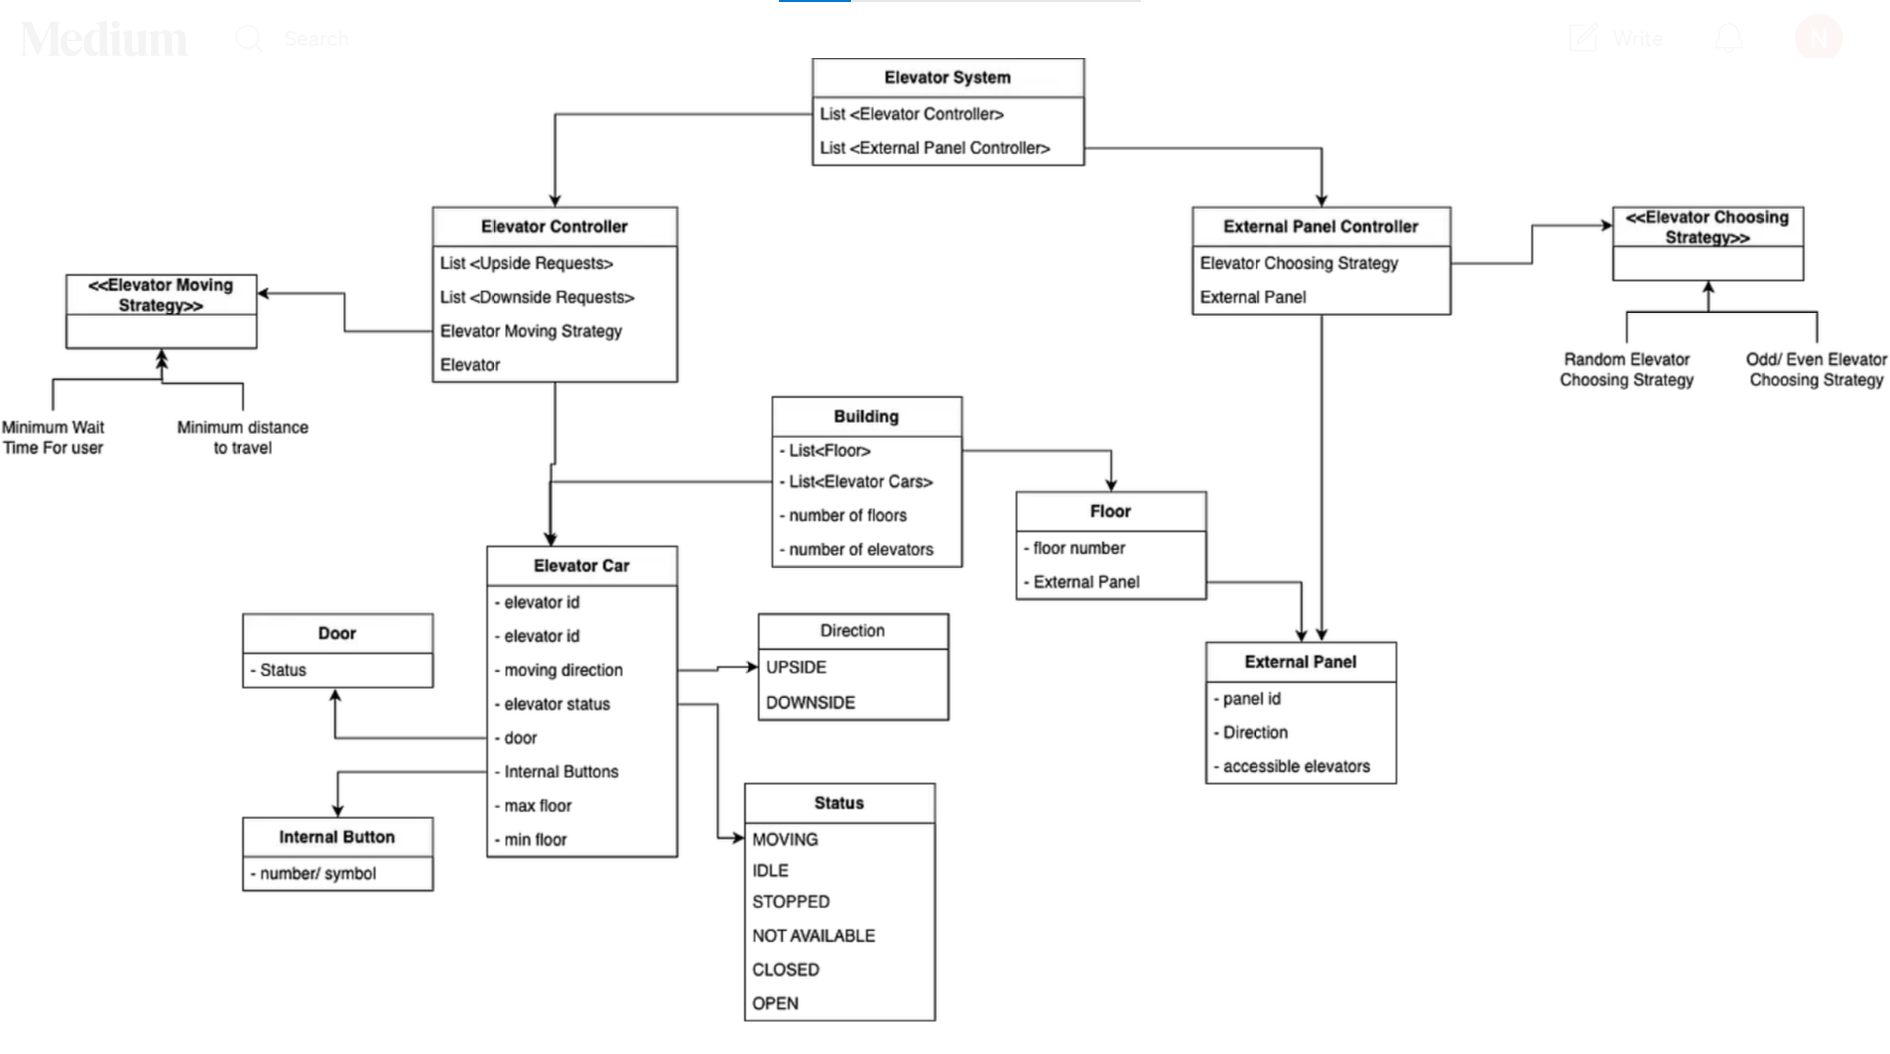 Medium
Search
Write
N
Elevator System
List <Elevator Controller>
List <External Panel Controller>
Elevator Controller
List <Upside Requests>
List <Downside Requests>
Elevator Moving Strategy
Elevator
External Panel Controller
Elevator Choosing Strategy
External Panel
<<Elevator Choosing
Strategy>>
Random Elevator
Choosing Strategy
Odd/ Even Elevator
Choosing Strategy
<<Elevator Moving
Strategy>>
Minimum Wait
Time For user
Minimum distance
to travel
Building
- List<Floor>
- List<Elevator Cars>
- number of floors
- number of elevators
Floor
- floor number
- External Panel
Elevator Car
- elevator id
- elevator id
- moving direction
- elevator status
- door
- Internal Buttons
- max floor
- min floor
Door
- Status
Internal Button
- number/ symbol
Direction
UPSIDE
DOWNSIDE
Status
MOVING
IDLE
STOPPED
NOT AVAILABLE
CLOSED
OPEN
External Panel
- panel id
- Direction
- accessible elevators